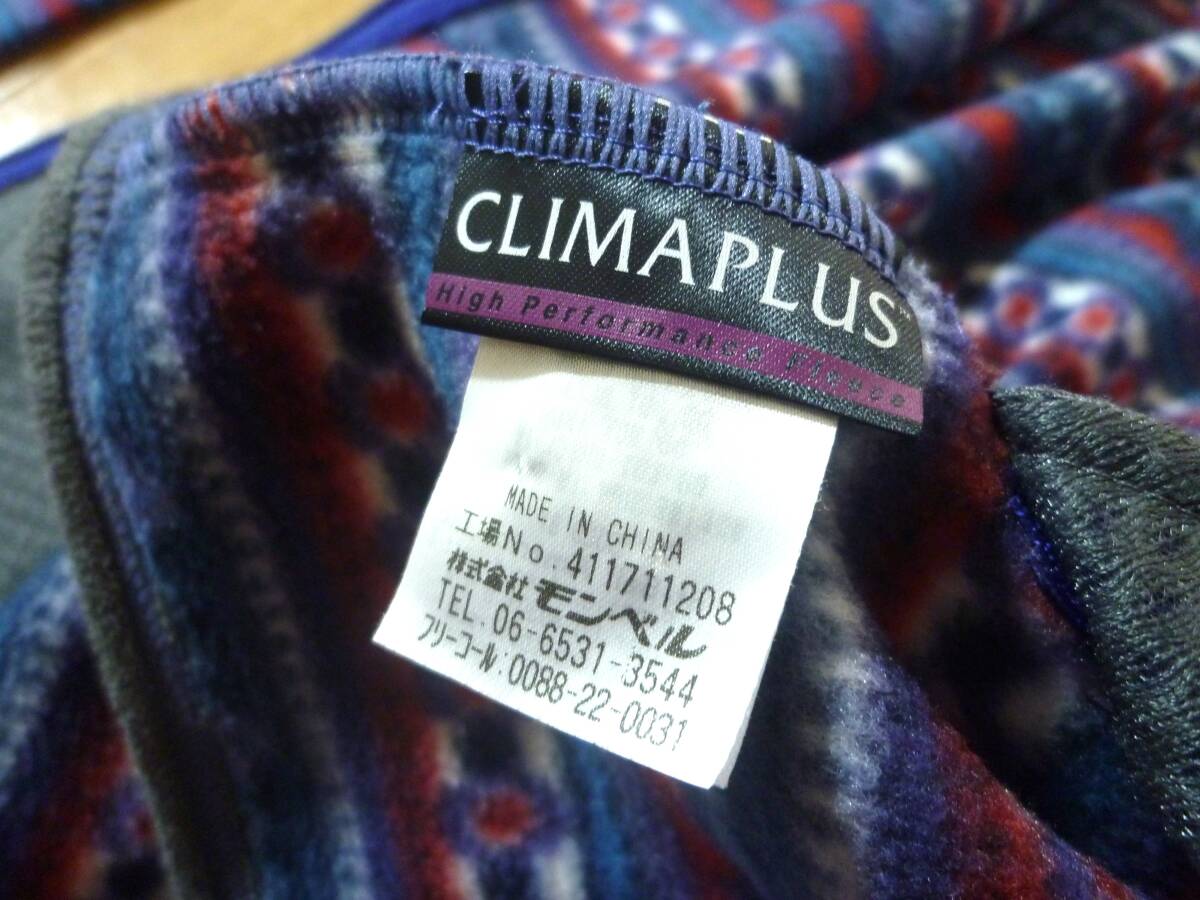 CLIMAPLUS™
High Performance Fleece
MADE IN CHINA
工場No. 411711208
株式会社モンベル
TEL.06-6531-3544
フリーコール:0088-22-0031